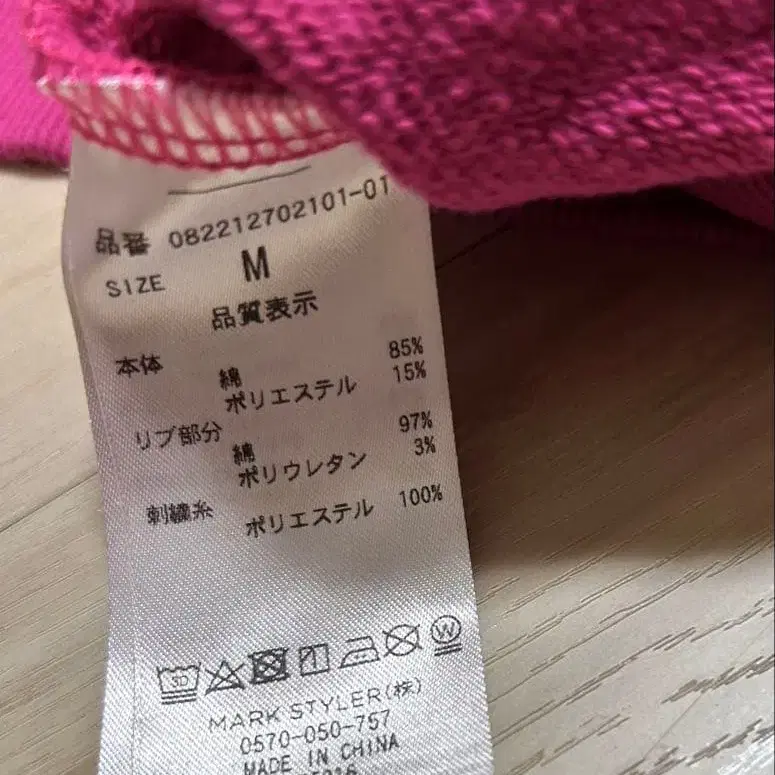 品番 082212702101-01
SIZE M
品質表示
本体
綿 85%
ポリエステル 15%
リブ部分
綿 97%
ポリウレタン 3%
刺繍糸
ポリエステル 100%
30
W
MARK STYLER(株)
0570-050-757
MADE IN CHINA